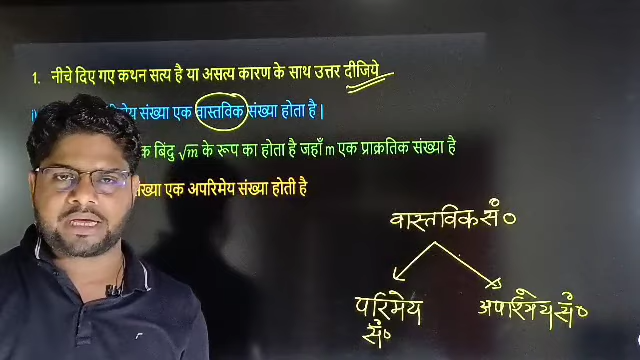 1. नीचे दिए गए कथन सत्य है या असत्य कारण के साथ उत्तर दीजिये
संख्या एक वास्तविक संख्या होता है |
बिंदु √m के रूप का होता है जहाँ m एक प्राक्रतिक संख्या है
संख्या एक अपरिमेय संख्या होती है
वास्तविक सं०
परिमेय
सं०
सं०